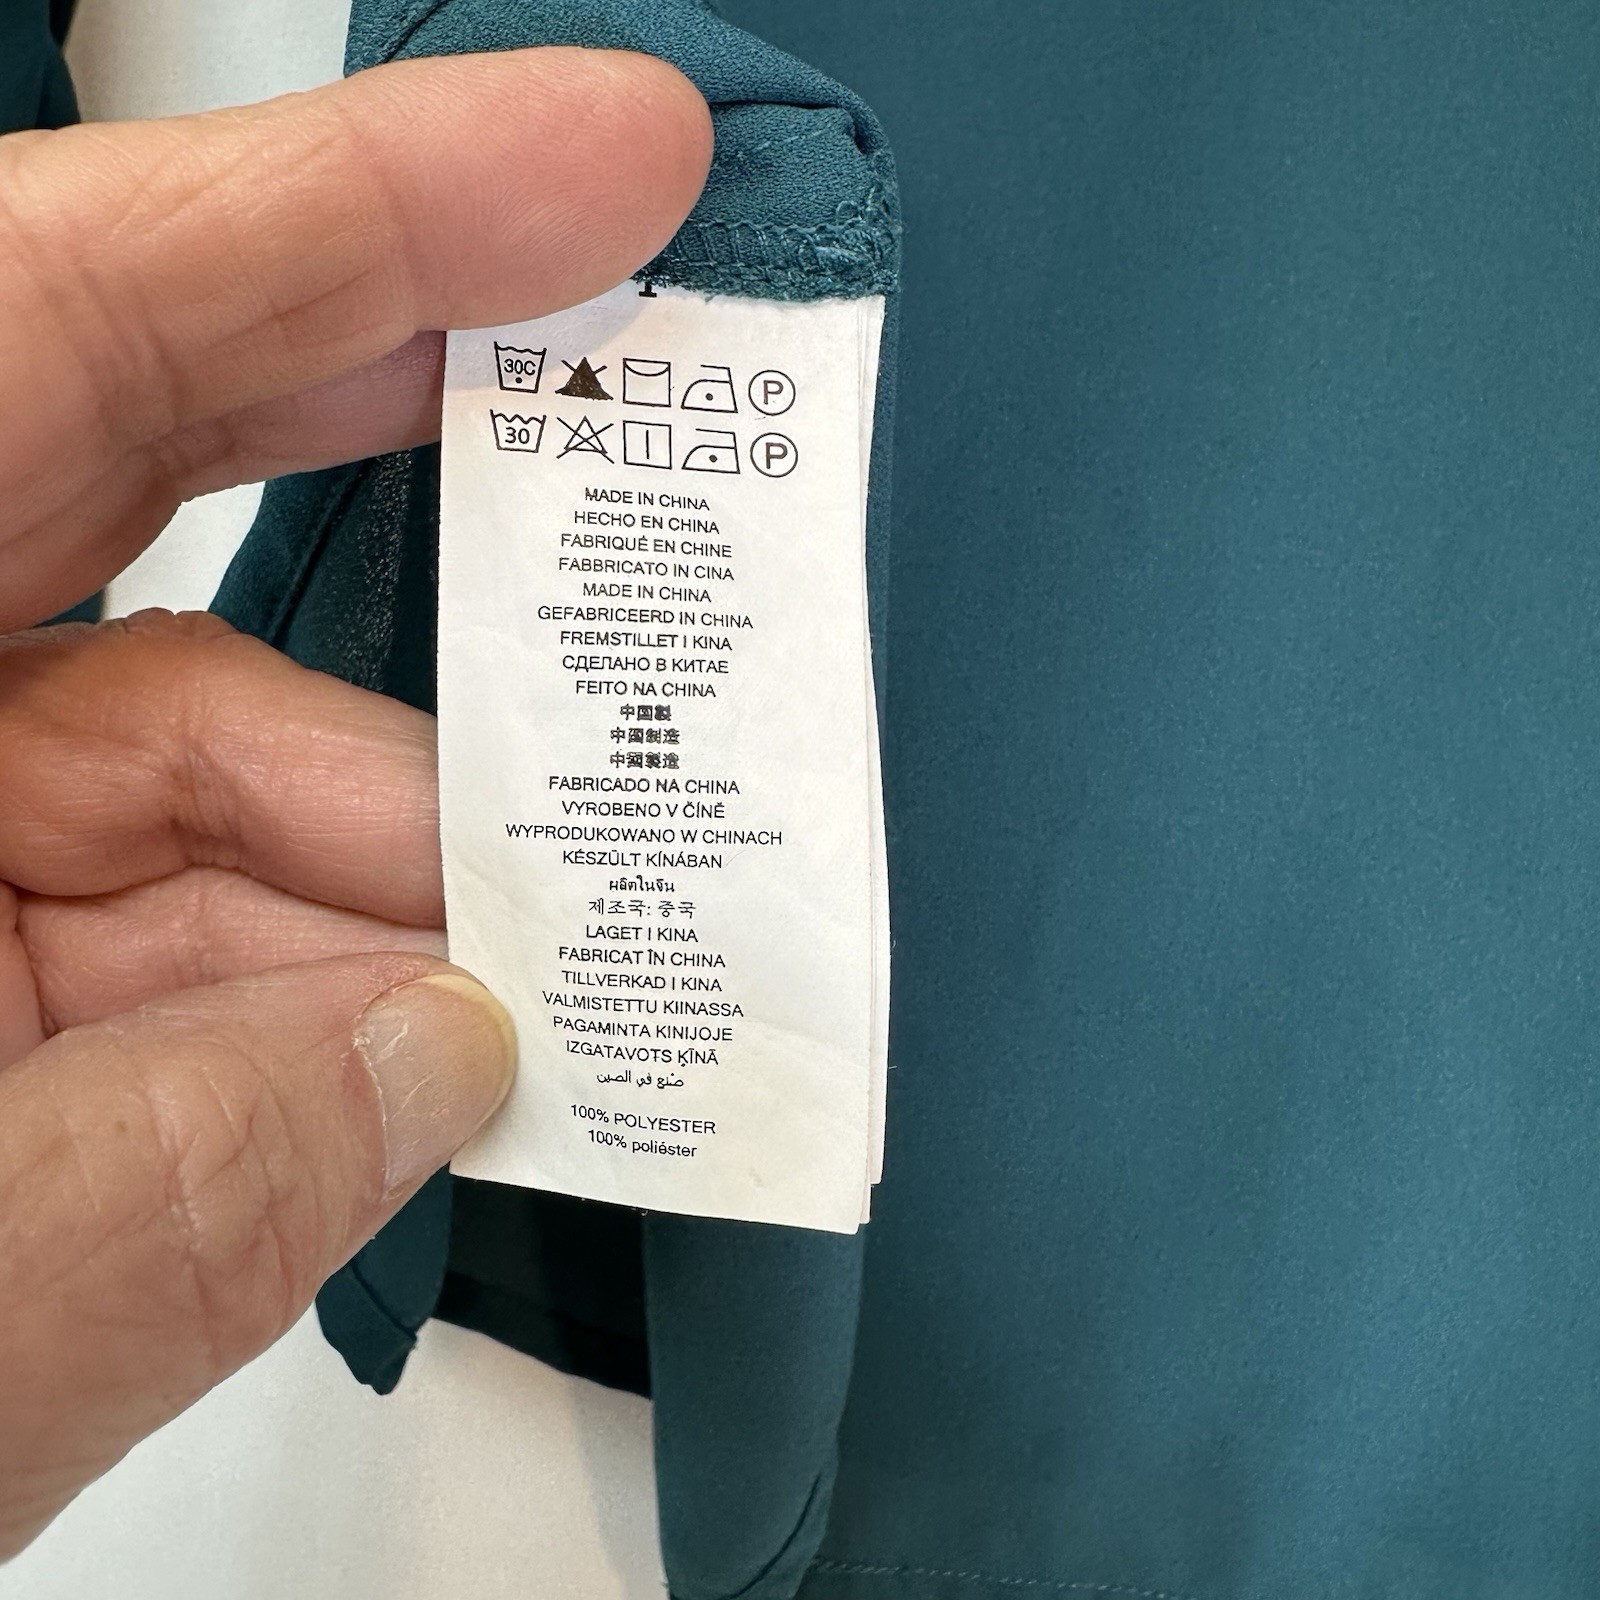 30C P
30 P
MADE IN CHINA
HECHO EN CHINA
FABRIQUÉ EN CHINE
FABBRICATO IN CINA
MADE IN CHINA
GEFABRICEERD IN CHINA
FREMSTILLET I KINA
СДЕЛАНО В КИТАЕ
FEITO NA CHINA
中国製
中国制造
中國製造
FABRICADO NA CHINA
VYROBENO V ČÍNĚ
WYPRODUKOWANO W CHINACH
KÉSZÜLT KÍNÁBAN
ผลิตในจีน
제조국: 중국
LAGET I KINA
FABRICAT ÎN CHINA
TILLVERKAD I KINA
VALMISTETTU KIINASSA
PAGAMINTA KINIJOJE
IZGATAVOTS ĶĪNĀ
صنع في الصين
100% POLYESTER
100% poliéster